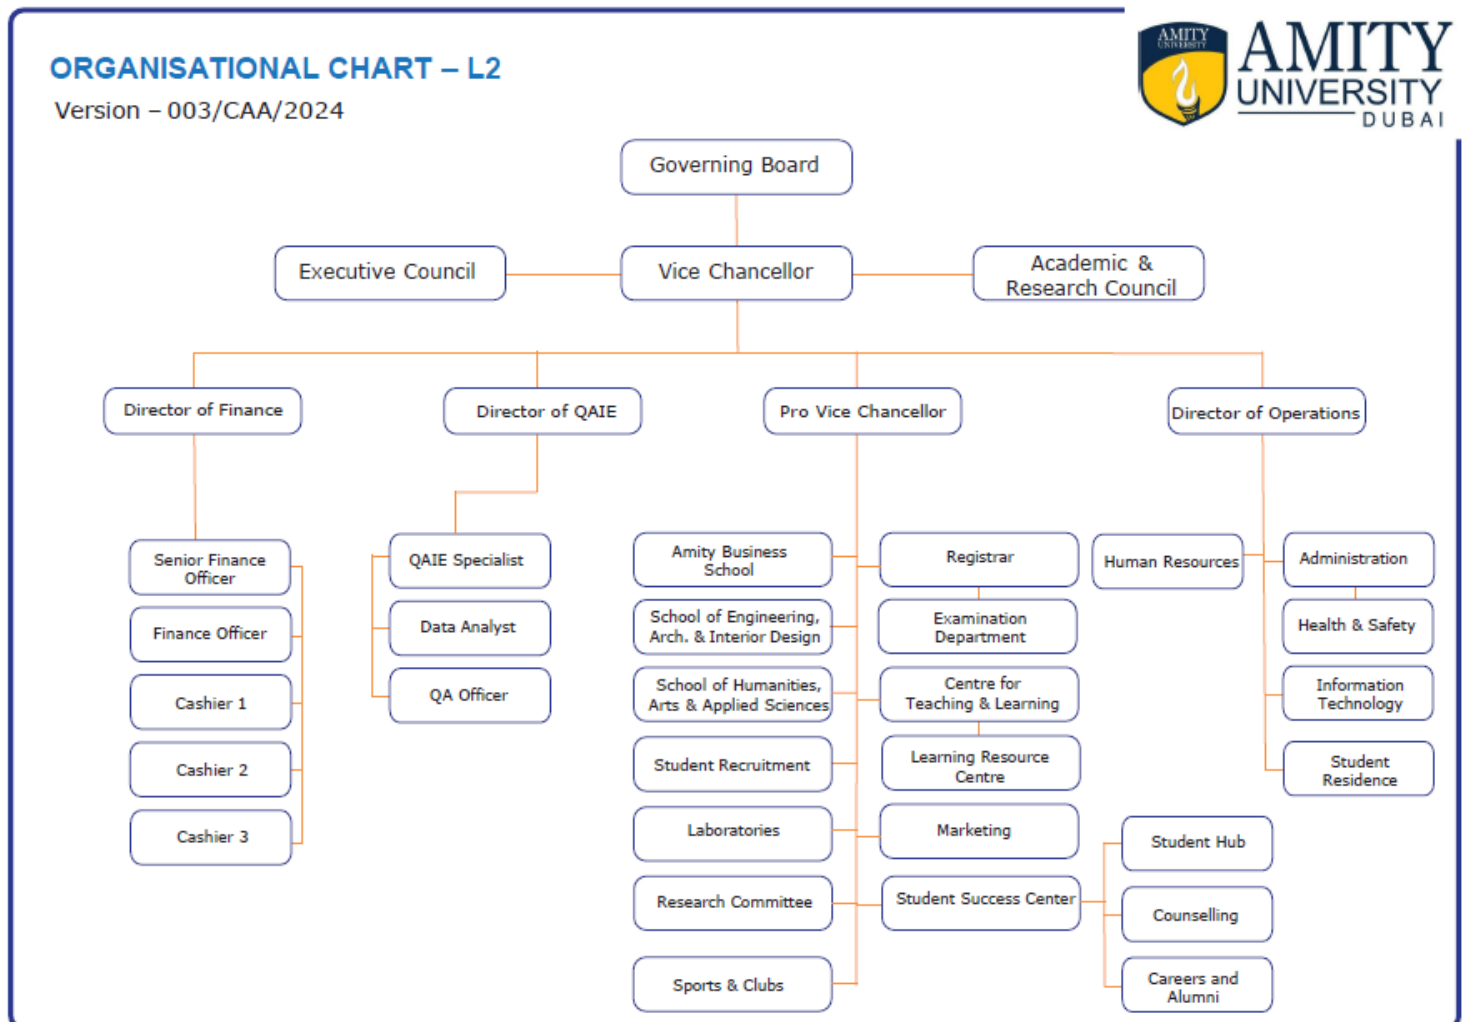 ORGANISATIONAL CHART – L2
Version – 003/CAA/2024
AMITY
UNIVERSITY
AMITY
UNIVERSITY
DUBAI
Governing Board
Executive Council
Vice Chancellor
Academic &
Research Council
Director of Finance
Director of QAIE
Pro Vice Chancellor
Director of Operations
Senior Finance
Officer
Finance Officer
Cashier 1
Cashier 2
Cashier 3
QAIE Specialist
Data Analyst
QA Officer
Amity Business
School
School of Engineering,
Arch. & Interior Design
School of Humanities,
Arts & Applied Sciences
Student Recruitment
Laboratories
Research Committee
Sports & Clubs
Registrar
Examination
Department
Centre for
Teaching & Learning
Learning Resource
Centre
Marketing
Student Success Center
Student Hub
Counselling
Careers and
Alumni
Human Resources
Administration
Health & Safety
Information
Technology
Student
Residence